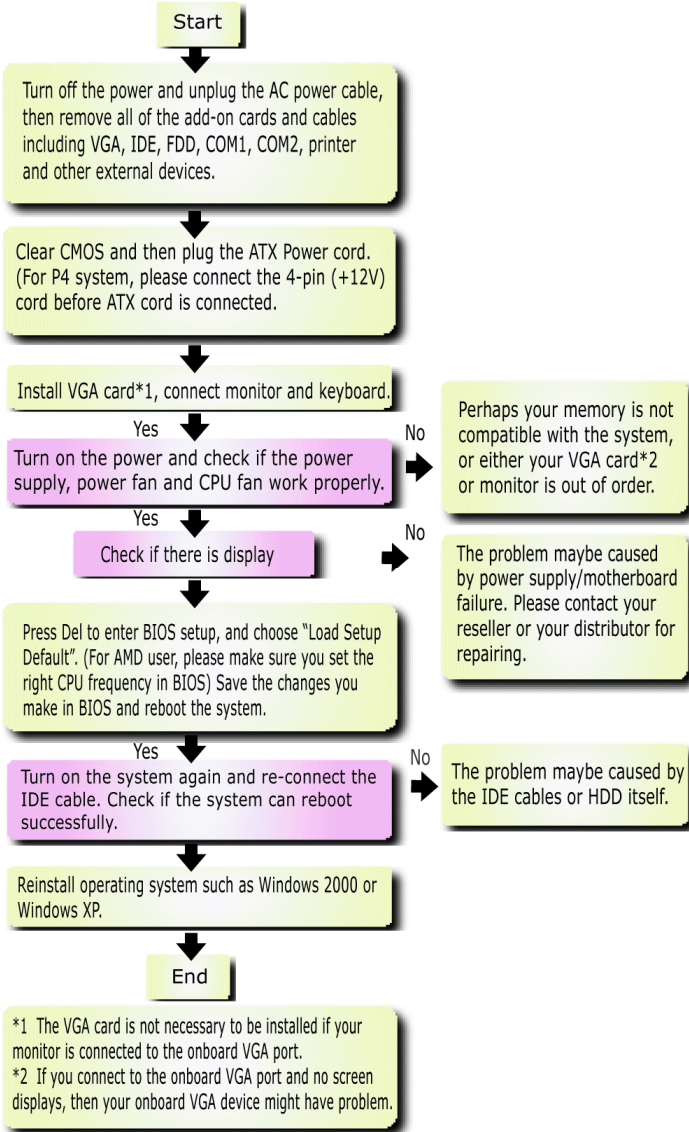 Start
Turn off the power and unplug the AC power cable,
then remove all of the add-on cards and cables
including VGA, IDE, FDD, COM1, COM2, printer
and other external devices.
Clear CMOS and then plug the ATX Power cord.
(For P4 system, please connect the 4-pin (+12V)
cord before ATX cord is connected.
Install VGA card*1, connect monitor and keyboard.
Yes
Turn on the power and check if the power
supply, power fan and CPU fan work properly.
No
Perhaps your memory is not
compatible with the system,
or either your VGA card*2
or monitor is out of order.
Yes
Check if there is display
No
The problem maybe caused
by power supply/motherboard
failure. Please contact your
reseller or your distributor for
repairing.
Press Del to enter BIOS setup, and choose “Load Setup
Default”. (For AMD user, please make sure you set the
right CPU frequency in BIOS) Save the changes you
make in BIOS and reboot the system.
Yes
Turn on the system again and re-connect the
IDE cable. Check if the system can reboot
successfully.
No
The problem maybe caused by
the IDE cables or HDD itself.
Reinstall operating system such as Windows 2000 or
Windows XP.
End
*1 The VGA card is not necessary to be installed if your
monitor is connected to the onboard VGA port.
*2 If you connect to the onboard VGA port and no screen
displays, then your onboard VGA device might have problem.